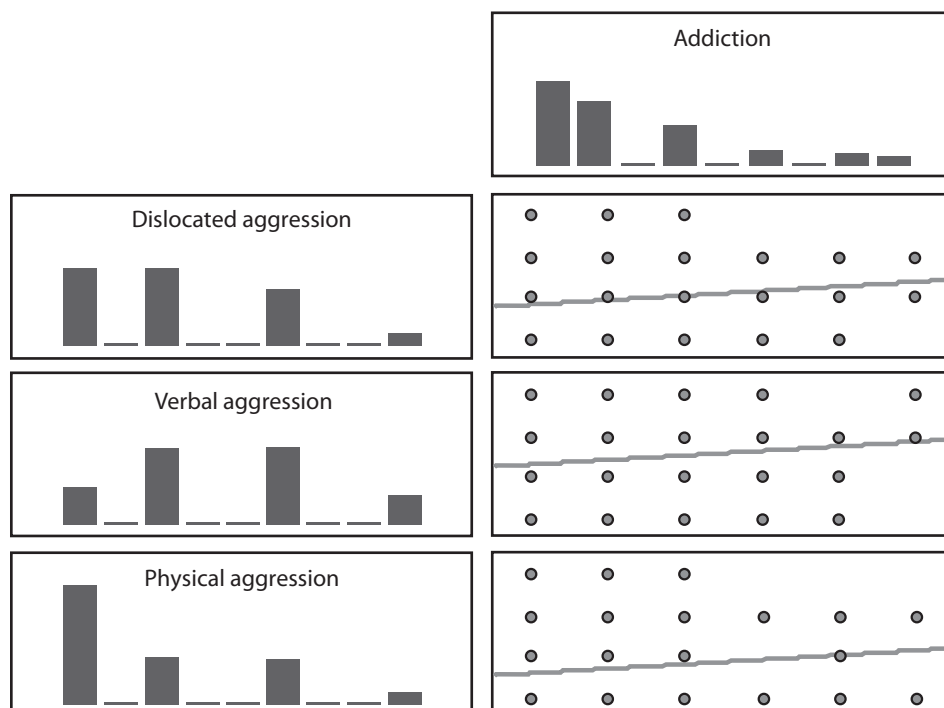 Addiction
Dislocated aggression
Verbal aggression
Physical aggression